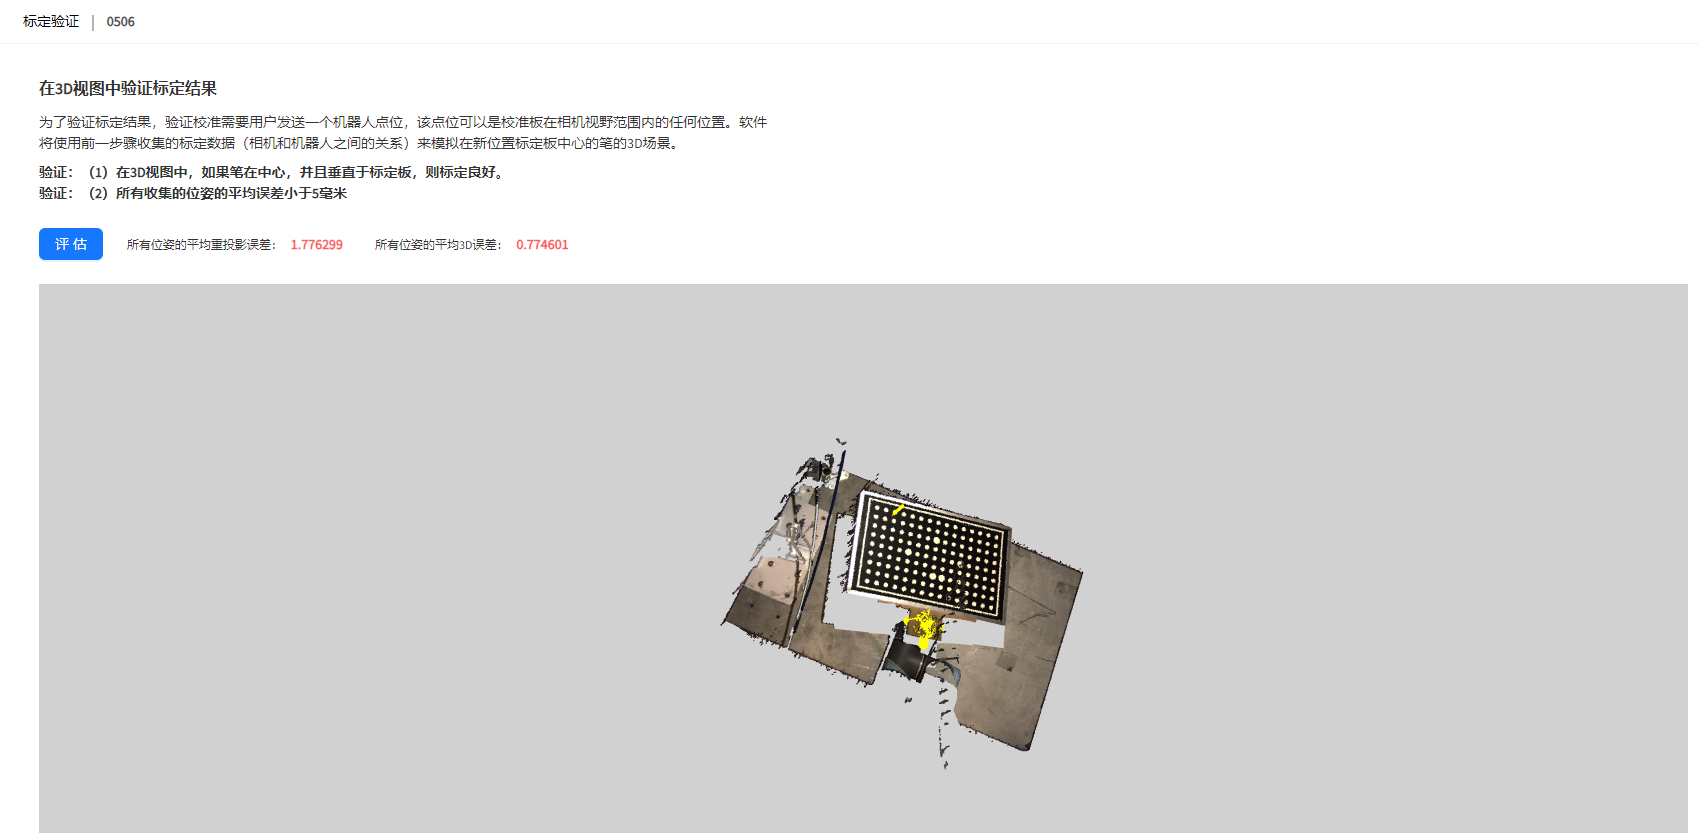 标定验证 | 0506
在3D视图中验证标定结果
为了验证标定结果，验证校准需要用户发送一个机器人点位，该点位可以是校准板在相机视野范围内的任何位置。软件
将使用前一步骤收集的标定数据（相机和机器人之间的关系）来模拟在新位置标定板中心的笔的3D场景。
验证：（1）在3D视图中，如果笔在中心，并且垂直于标定板，则标定良好。
验证：（2）所有收集的位姿的平均误差小于5毫米
评 估 所有位姿的平均重投影误差： 1.776299 所有位姿的平均3D误差： 0.774601